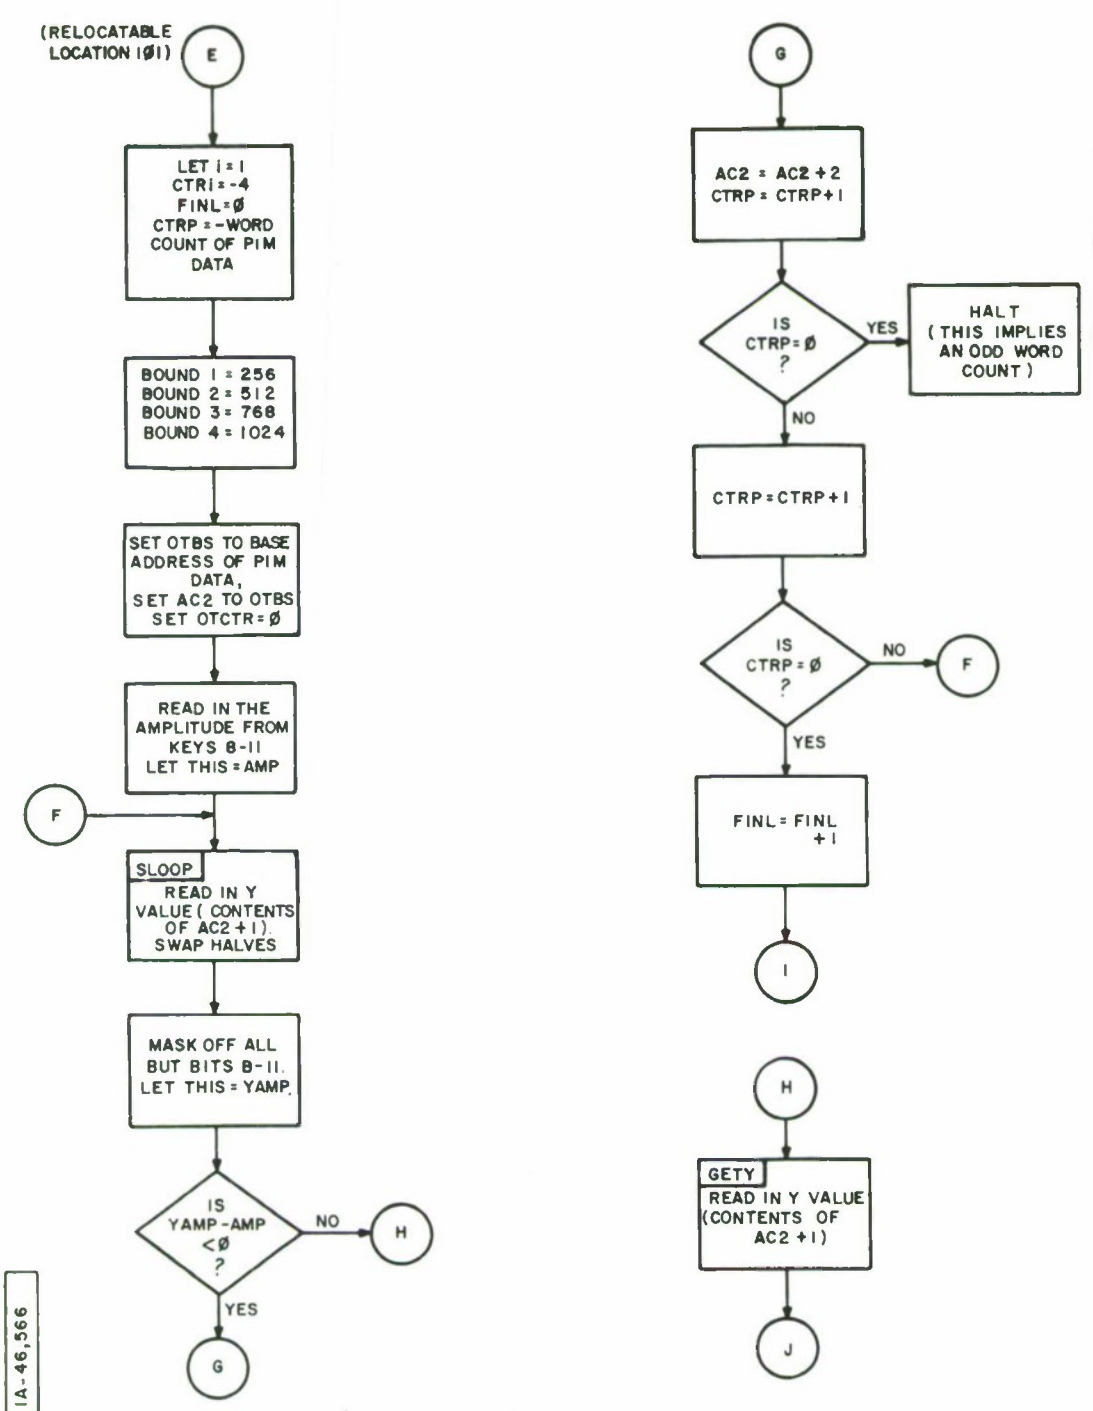 (RELOCATABLE
LOCATION 1Ø1)
E
LET i = 1
CTRi = -4
FINL = Ø
CTRP = -WORD
COUNT OF PIM
DATA
BOUND 1 = 256
BOUND 2 = 512
BOUND 3 = 768
BOUND 4 = 1024
SET OTBS TO BASE
ADDRESS OF PIM
DATA,
SET AC2 TO OTBS
SET OTCTR = Ø
READ IN THE
AMPLITUDE FROM
KEYS 8-11
LET THIS = AMP
F
SLOOP
READ IN Y
VALUE (CONTENTS
OF AC2 + 1).
SWAP HALVES
MASK OFF ALL
BUT BITS 8-11.
LET THIS = YAMP.
IS
YAMP - AMP
< Ø
?
NO
H
YES
G
1A-46,566
G
AC2 = AC2 + 2
CTRP = CTRP + 1
IS
CTRP = Ø
?
YES
HALT
(THIS IMPLIES
AN ODD WORD
COUNT)
NO
CTRP = CTRP + 1
IS
CTRP = Ø
?
NO
F
YES
FINL = FINL
+ 1
I
H
GETY
READ IN Y VALUE
(CONTENTS OF
AC2 + 1)
J